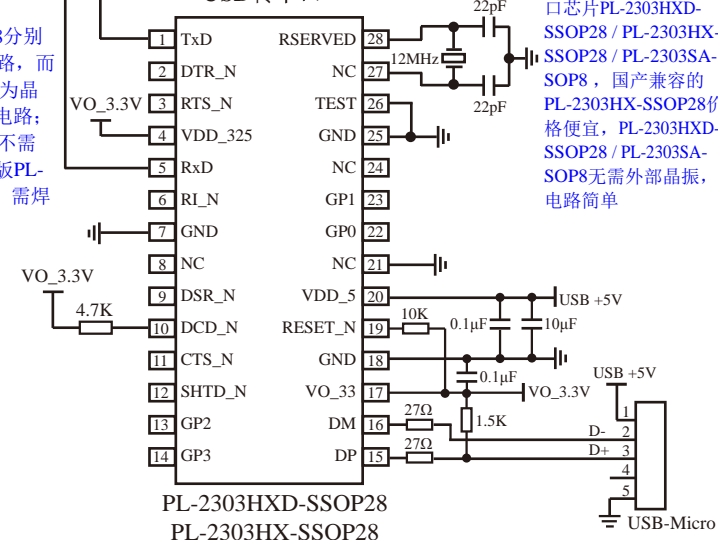 22pF
口芯片PL-2303HXD-
SSOP28 / PL-2303HX-
SSOP28 / PL-2303SA-
SOP8 ，国产兼容的
PL-2303HX-SSOP28价
格便宜，PL-2303HXD-
SSOP28 / PL-2303SA-
SOP8无需外部晶振，
电路简单
分别
路，而
为晶
电路；
不需
版PL-
需焊
12MHz
22pF
1 TxD
2 DTR_N
3 RTS_N
4 VDD_325
5 RxD
6 RI_N
7 GND
8 NC
9 DSR_N
10 DCD_N
11 CTS_N
12 SHTD_N
13 GP2
14 GP3
RSERVED 28
NC 27
TEST 26
GND 25
NC 24
GP1 23
GP0 22
NC 21
VDD_5 20
RESET_N 19
GND 18
VO_33 17
DM 16
DP 15
VO_3.3V
VO_3.3V
4.7K
10K
0.1μF
10μF
USB +5V
0.1μF
VO_3.3V
27Ω
1.5K
27Ω
USB +5V
D-
D+
1
2
3
4
5
USB-Micro
PL-2303HXD-SSOP28
PL-2303HX-SSOP28